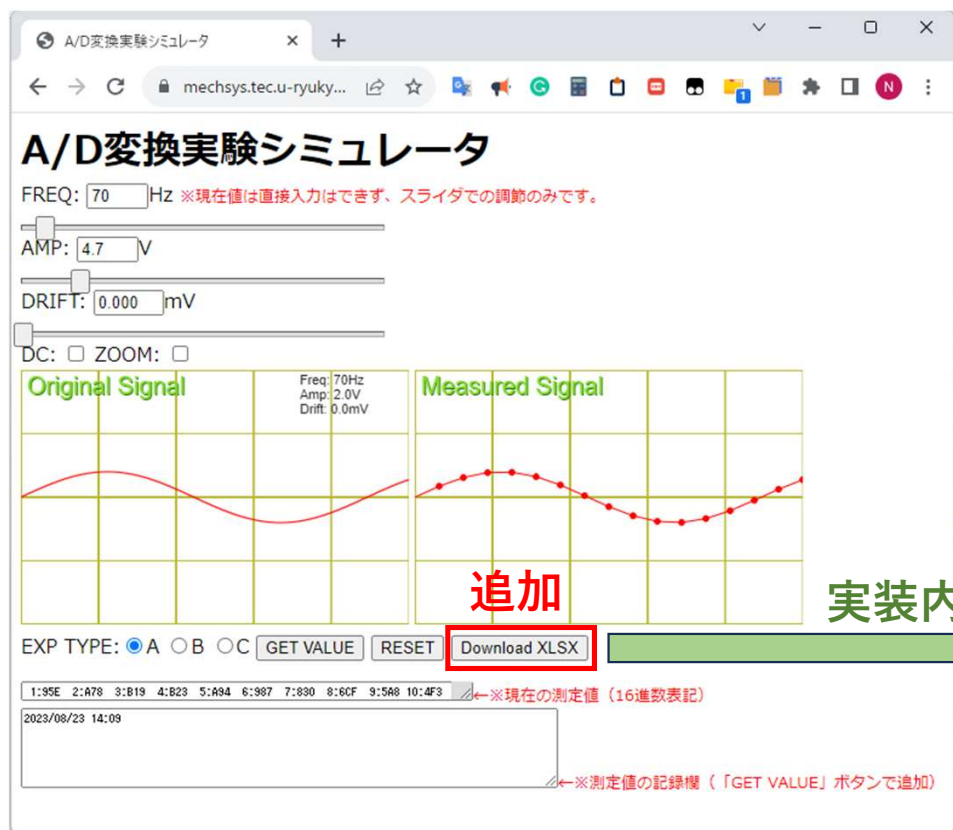 A/D変換実験シミュレータ
mechsys.tec.u-ryuky...
1
N
A/D変換実験シミュレータ
FREQ: 70 Hz ※現在値は直接入力はできず、スライダでの調節のみです。
AMP: 4.7 V
DRIFT: 0.000 mV
DC: ZOOM:
Original Signal
Freq: 70Hz
Amp: 2.0V
Drift: 0.0mV
Measured Signal
追加
実装内
EXP TYPE: A B C GET VALUE RESET Download XLSX
1:95E 2:A78 3:B19 4:B23 5:A94 6:987 7:830 8:6CF 9:5A8 10:4F3
←※現在の測定値（16進数表記）
2023/08/23 14:09
←※測定値の記録欄（「GET VALUE」ボタンで追加）